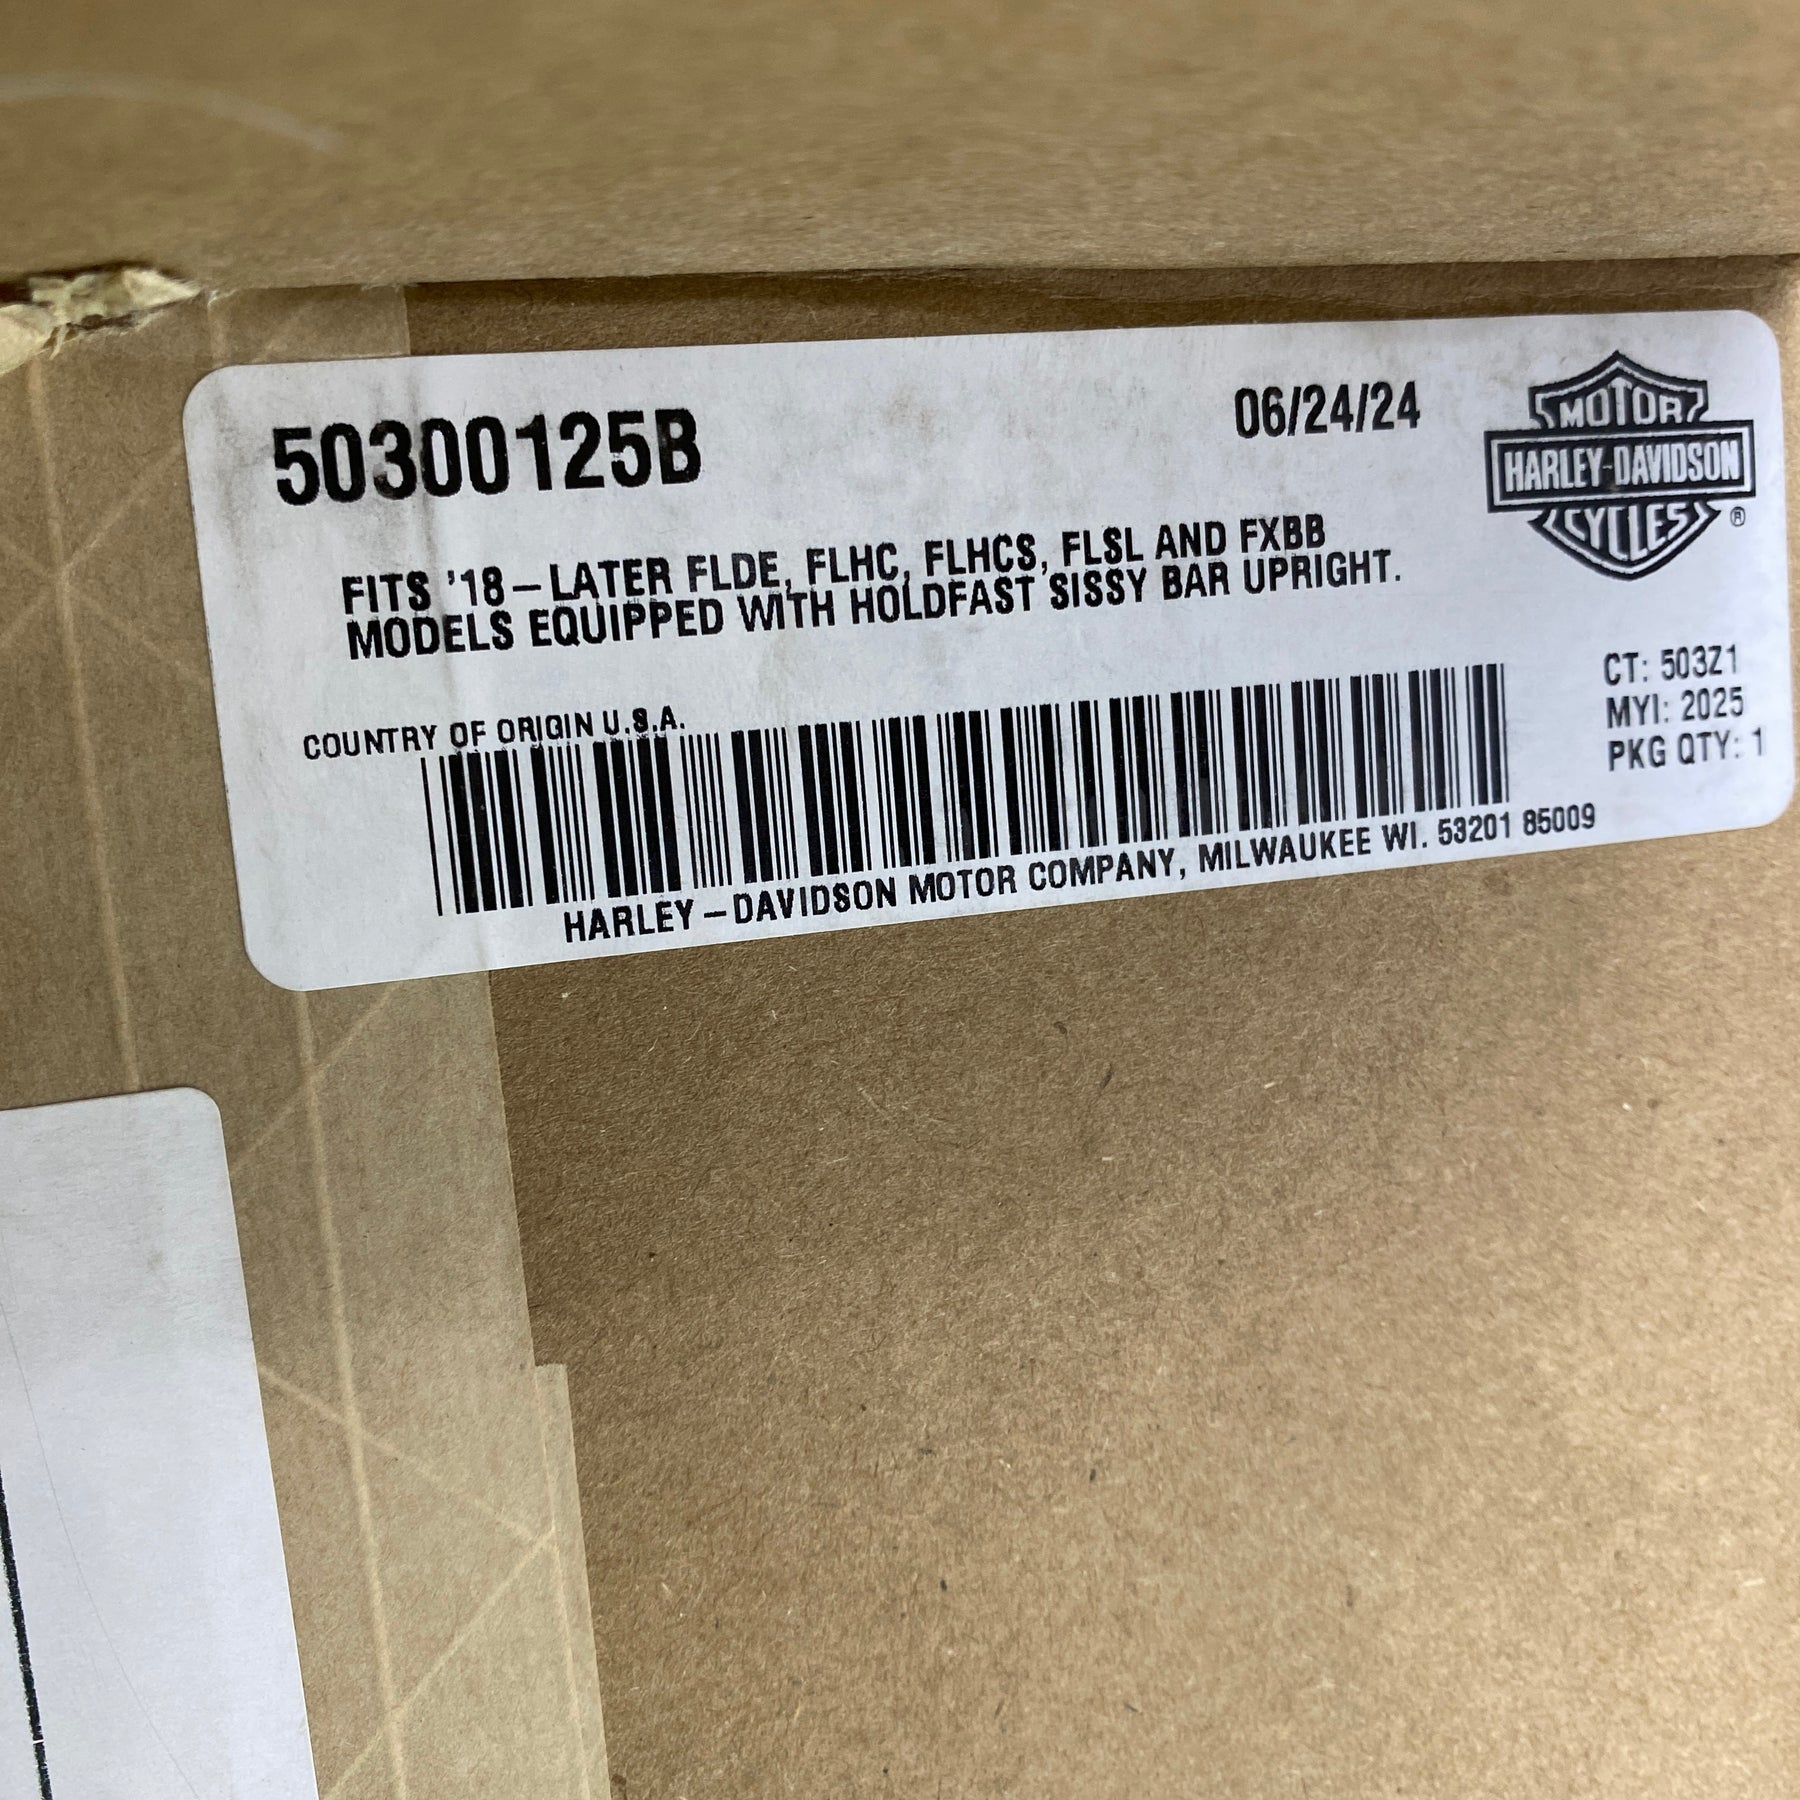 50300125B
06/24/24
MOTOR
HARLEY-DAVIDSON
CYCLES
®
FITS '18–LATER FLDE, FLHC, FLHCS, FLSL AND FXBB
MODELS EQUIPPED WITH HOLDFAST SISSY BAR UPRIGHT.
CT: 503Z1
MYI: 2025
PKG QTY: 1
COUNTRY OF ORIGIN U.S.A.
HARLEY–DAVIDSON MOTOR COMPANY, MILWAUKEE WI. 53201 85009